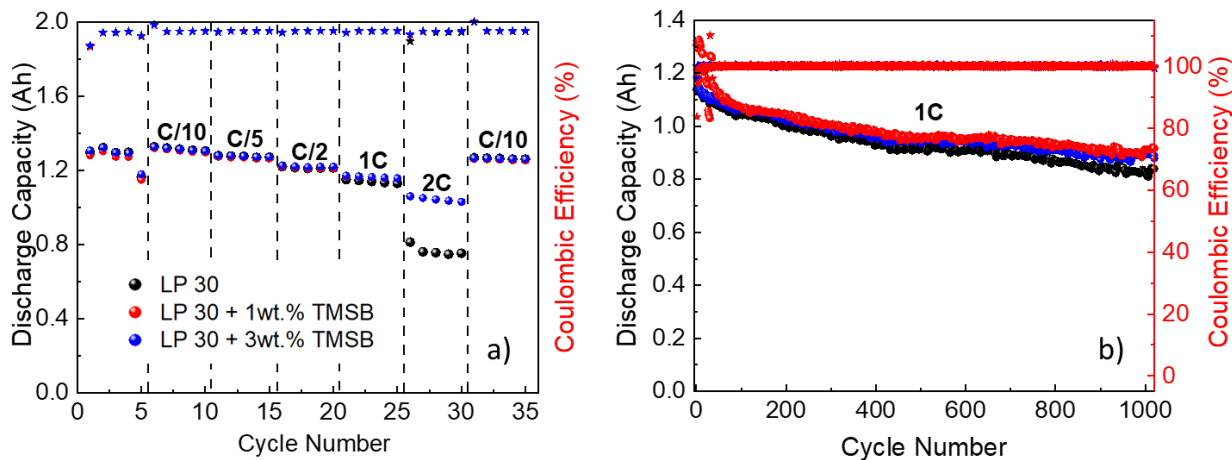 2.0
1.6
1.2
0.8
0.4
0.0
Discharge Capacity (Ah)
C/10
C/5
C/2
1C
2C
C/10
LP 30
LP 30 + 1wt.% TMSB
LP 30 + 3wt.% TMSB
a)
0 5 10 15 20 25 30 35
Cycle Number
Coulombic Efficiency (%)
1.4
1.2
1.0
0.8
0.6
0.4
0.2
0.0
Discharge Capacity (Ah)
1C
b)
0 200 400 600 800 1000
Cycle Number
100
80
60
40
20
0
Coulombic Efficiency (%)